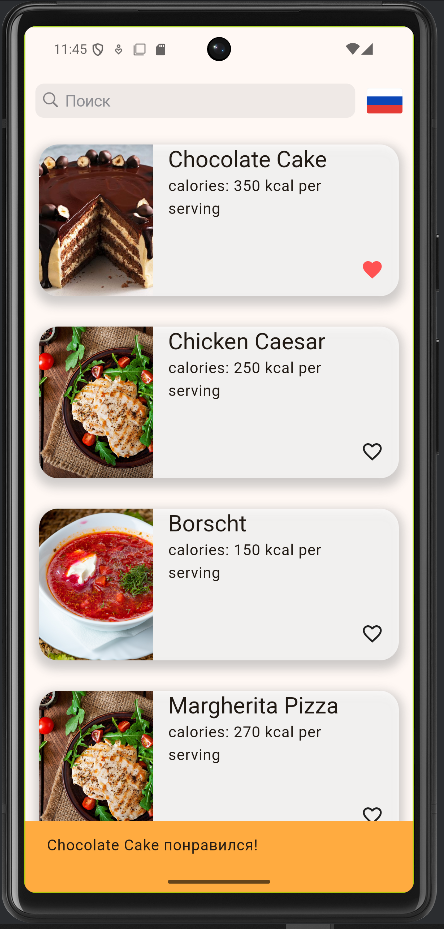 11:45
Поиск
Chocolate Cake
calories: 350 kcal per
serving
Chicken Caesar
calories: 250 kcal per
serving
Borscht
calories: 150 kcal per
serving
Margherita Pizza
calories: 270 kcal per
serving
Chocolate Cake понравился!